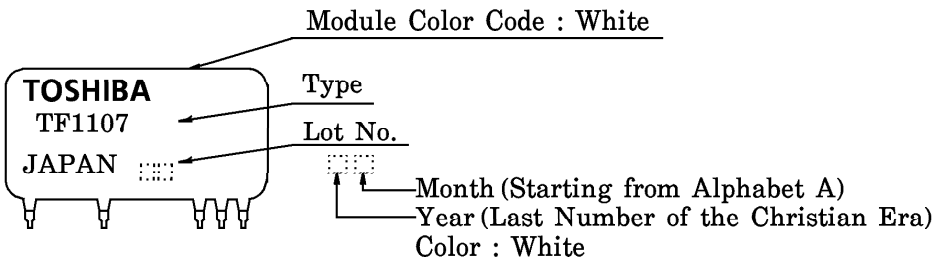 Module Color Code : White
TOSHIBA
TF1107
JAPAN
Type
Lot No.
Month (Starting from Alphabet A)
Year (Last Number of the Christian Era)
Color : White